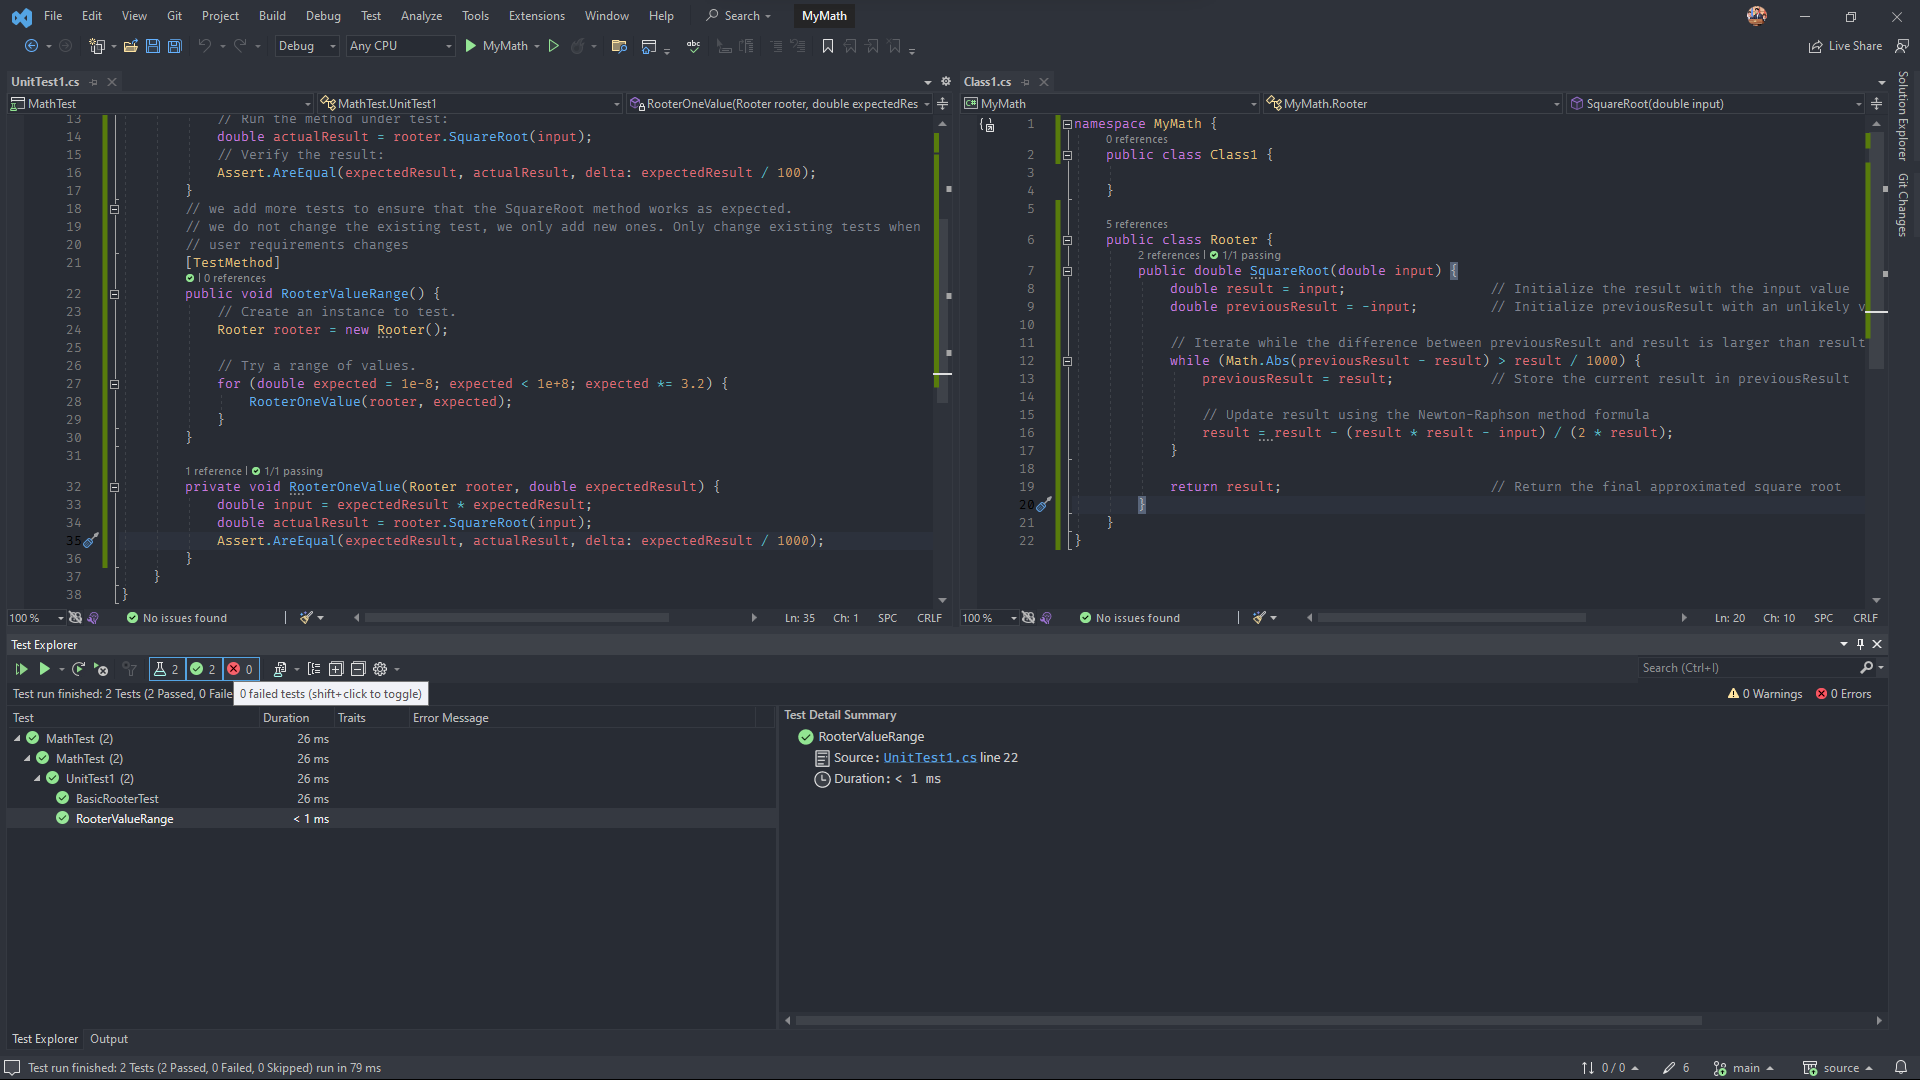 File Edit View Git Project Build Debug Test Analyze Tools Extensions Window Help Search MyMath
Debug Any CPU MyMath Live Share
UnitTest1.cs
MathTest MathTest.UnitTest1 RooterOneValue(Rooter rooter, double expectedRes
13 // Run the method under test:
14 double actualResult = rooter.SquareRoot(input);
15 // Verify the result:
16 Assert.AreEqual(expectedResult, actualResult, delta: expectedResult / 100);
17 }
18 // we add more tests to ensure that the SquareRoot method works as expected.
19 // we do not change the existing test, we only add new ones. Only change existing tests when
20 // user requirements changes
21 [TestMethod]
| 0 references
22 public void RooterValueRange() {
23 // Create an instance to test.
24 Rooter rooter = new Rooter();
25
26 // Try a range of values.
27 for (double expected = 1e-8; expected < 1e+8; expected *= 3.2) {
28 RooterOneValue(rooter, expected);
29 }
30 }
31
1 reference | 1/1 passing
32 private void RooterOneValue(Rooter rooter, double expectedResult) {
33 double input = expectedResult * expectedResult;
34 double actualResult = rooter.SquareRoot(input);
35 Assert.AreEqual(expectedResult, actualResult, delta: expectedResult / 1000);
36 }
37 }
38 }
100 % No issues found Ln: 35 Ch: 1 SPC CRLF
Class1.cs
C# MyMath MyMath.Rooter SquareRoot(double input)
1 namespace MyMath {
0 references
2 public class Class1 {
3
4 }
5
5 references
6 public class Rooter {
2 references | 1/1 passing
7 public double SquareRoot(double input) {
8 double result = input; // Initialize the result with the input value
9 double previousResult = -input; // Initialize previousResult with an unlikely v
10
11 // Iterate while the difference between previousResult and result is larger than result
12 while (Math.Abs(previousResult - result) > result / 1000) {
13 previousResult = result; // Store the current result in previousResult
14
15 // Update result using the Newton-Raphson method formula
16 result = result - (result * result - input) / (2 * result);
17 }
18
19 return result; // Return the final approximated square root
20 }
21 }
22 }
100 % No issues found Ln: 20 Ch: 10 SPC CRLF
Solution Explorer
Git Changes
Test Explorer
2 2 0
Search (Ctrl+I)
Test run finished: 2 Tests (2 Passed, 0 Faile
0 failed tests (shift+click to toggle)
0 Warnings 0 Errors
Test Duration Traits Error Message
MathTest (2) 26 ms
MathTest (2) 26 ms
UnitTest1 (2) 26 ms
BasicRooterTest 26 ms
RooterValueRange < 1 ms
Test Detail Summary
RooterValueRange
Source: UnitTest1.cs line 22
Duration: < 1 ms
Test Explorer Output
Test run finished: 2 Tests (2 Passed, 0 Failed, 0 Skipped) run in 79 ms
0 / 0 6 main source